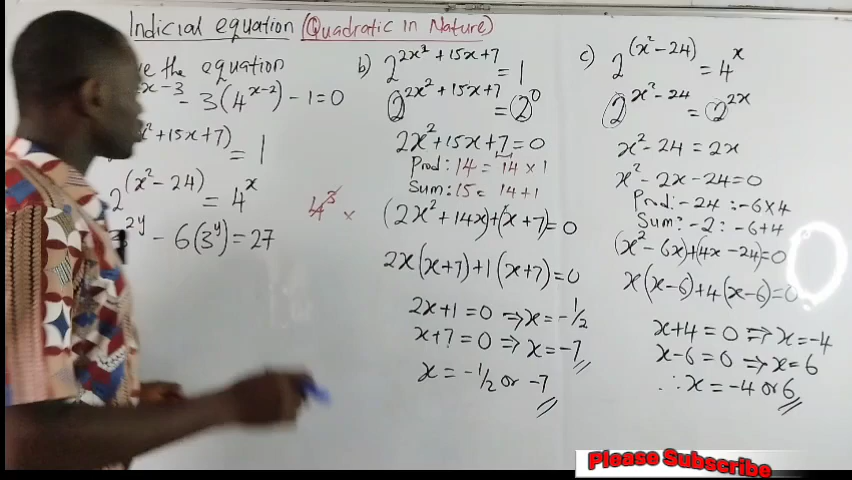 Indicial equation (Quadratic in Nature)
the equation
x-3 - 3(4^(x-2)) - 1 = 0
x² + 15x + 7) = 1
2^(x² - 24) = 4^x
3^2y - 6(3^y) = 27
4³ ×
b) 2^(2x² + 15x + 7) = 1
2^(2x² + 15x + 7) = 2^0
2x² + 15x + 7 = 0
Prod: 14 = 14 × 1
Sum: 15 = 14 + 1
(2x² + 14x) + (x + 7) = 0
2x(x + 7) + 1(x + 7) = 0
2x + 1 = 0 ⇒ x = -1/2
x + 7 = 0 ⇒ x = -7
x = -1/2 or -7
c) 2^(x² - 24) = 4^x
2^(x² - 24) = 2^2x
x² - 24 = 2x
x² - 2x - 24 = 0
Prod: -24 : -6 × 4
Sum: -2 : -6 + 4
(x² - 6x) + (4x - 24) = 0
x(x - 6) + 4(x - 6) = 0
x + 4 = 0 ⇒ x = -4
x - 6 = 0 ⇒ x = 6
∴ x = -4 or 6
Please Subscribe